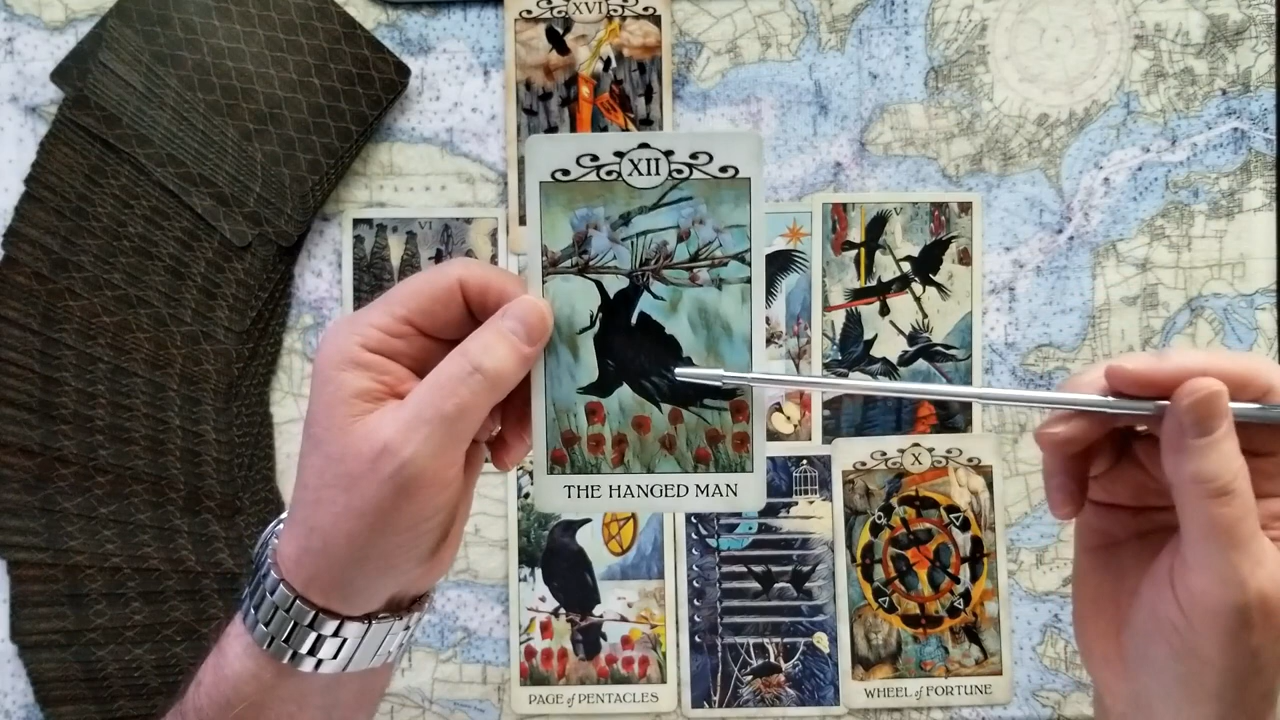 XVI
XII
THE HANGED MAN
VI
V
PAGE of PENTACLES
X
WHEEL of FORTUNE